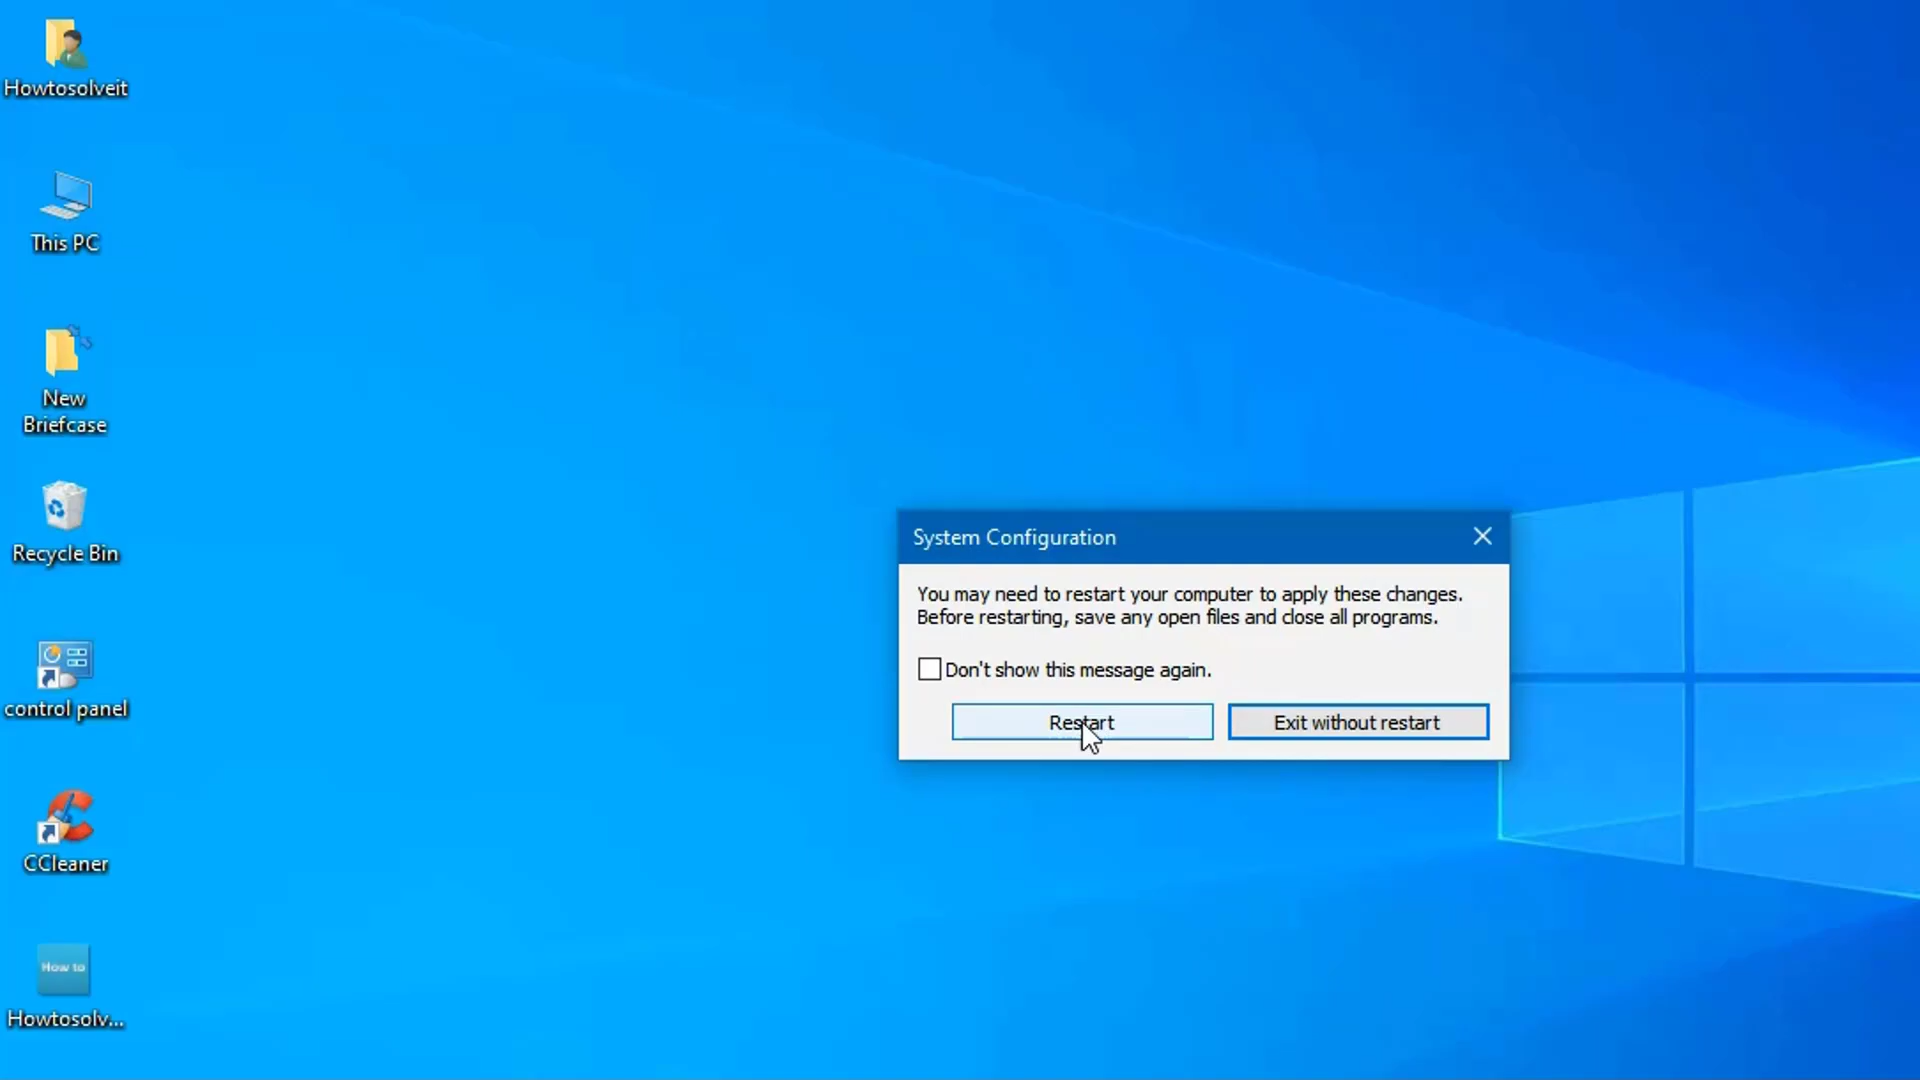 Howtosolveit
This PC
New
Briefcase
Recycle Bin
control panel
CCleaner
How to
Howtosolv...
System Configuration
You may need to restart your computer to apply these changes.
Before restarting, save any open files and close all programs.
Don't show this message again.
Restart
Exit without restart